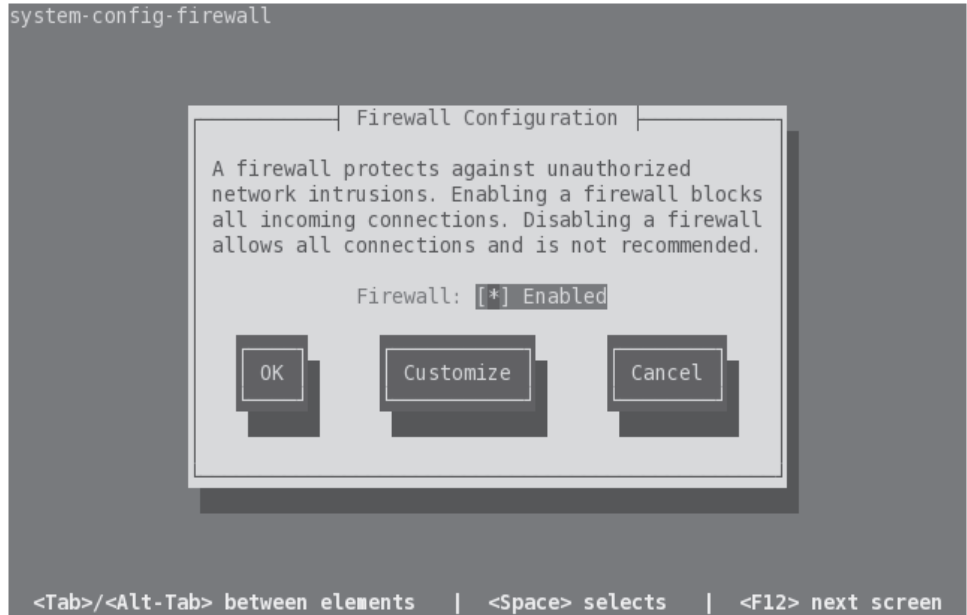 system-config-firewall
Firewall Configuration
A firewall protects against unauthorized
network intrusions. Enabling a firewall blocks
all incoming connections. Disabling a firewall
allows all connections and is not recommended.
Firewall: [*] Enabled
OK Customize Cancel
<Tab>/<Alt-Tab> between elements | <Space> selects | <F12> next screen